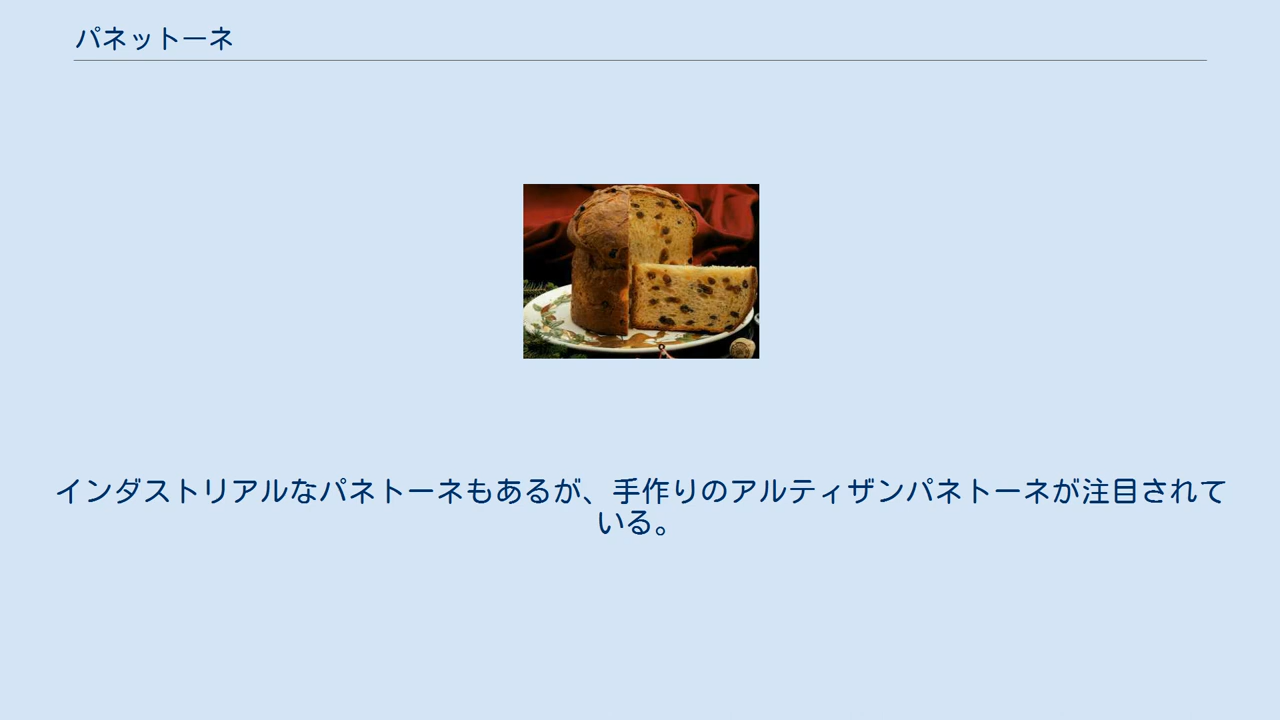 パネットーネ
インダストリアルなパネトーネもあるが、手作りのアルティザンパネトーネが注目されて
いる。